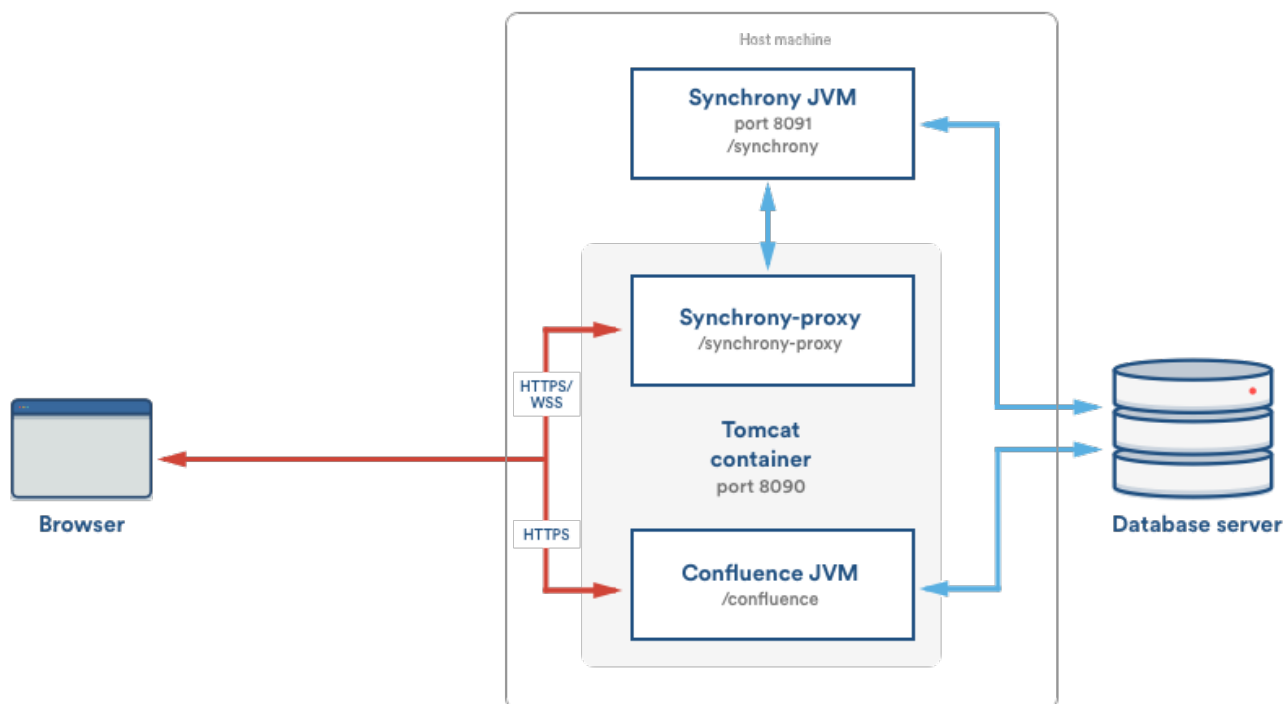 Host machine
Synchrony JVM
port 8091
/synchrony
Synchrony-proxy
/synchrony-proxy
HTTPS/
WSS
Tomcat
container
port 8090
Browser
HTTPS
Database server
Confluence JVM
/confluence